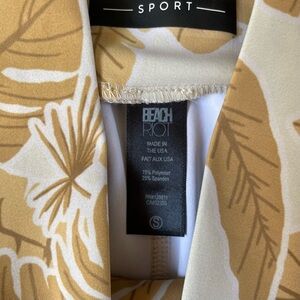 SPORT
BEACH
RIOT
MADE IN
THE USA
FAIT AUX USA
75% Polyester
25% Spandex
S